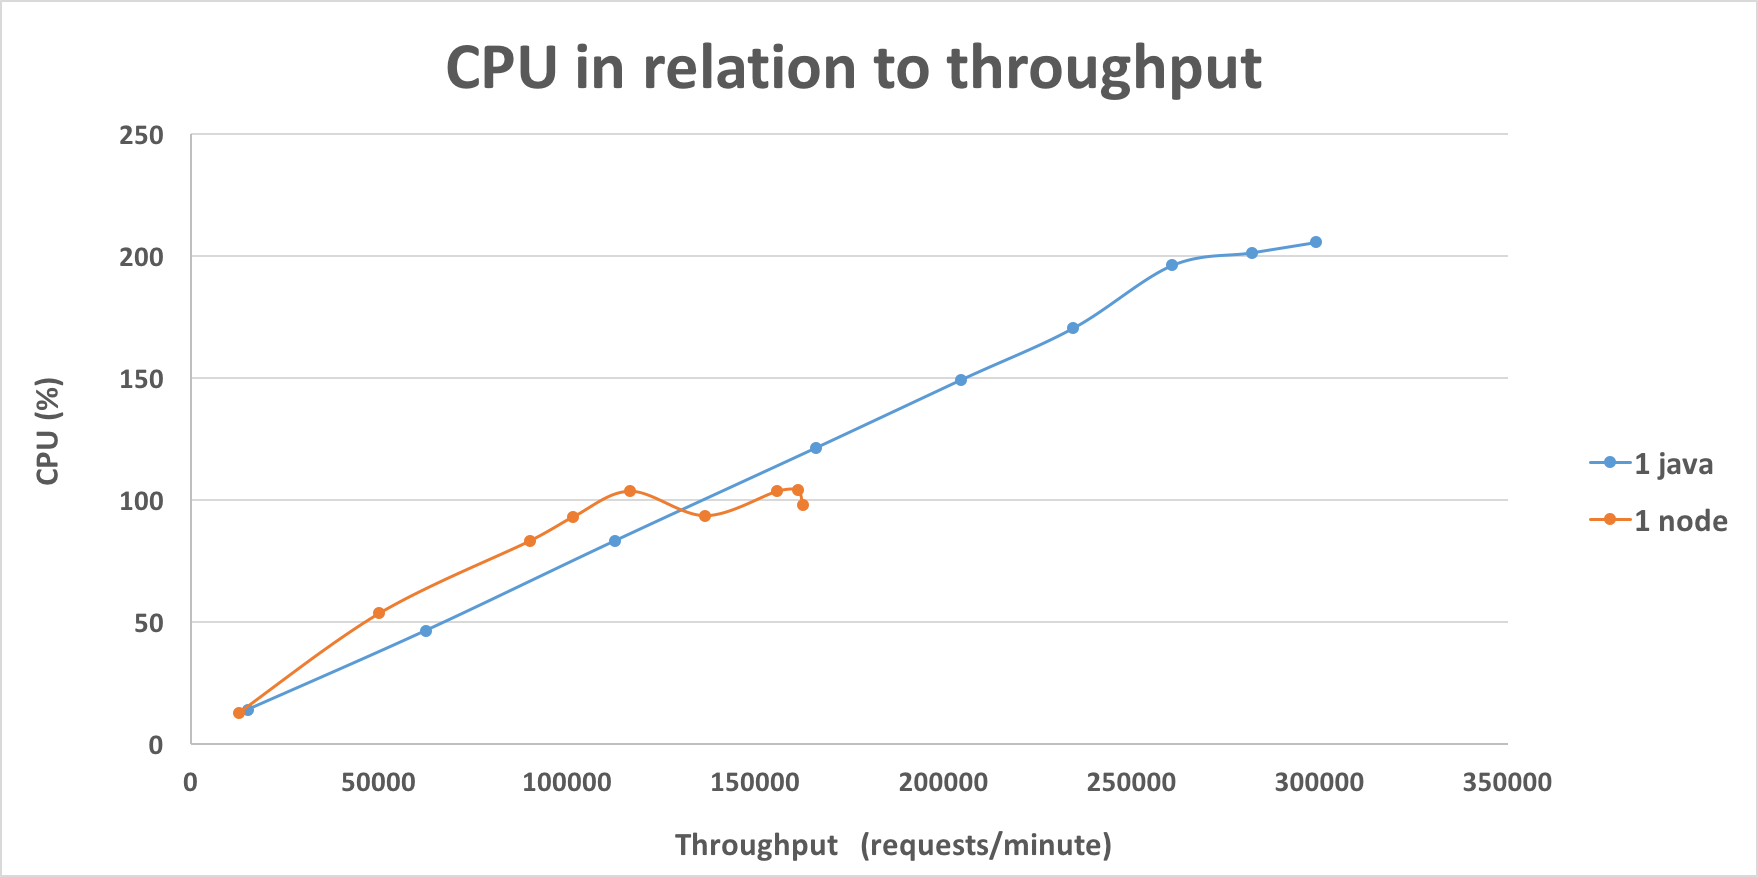 CPU in relation to throughput
250
200
150
100
50
0
CPU (%)
0 50000 100000 150000 200000 250000 300000 350000
Throughput (requests/minute)
1 java
1 node